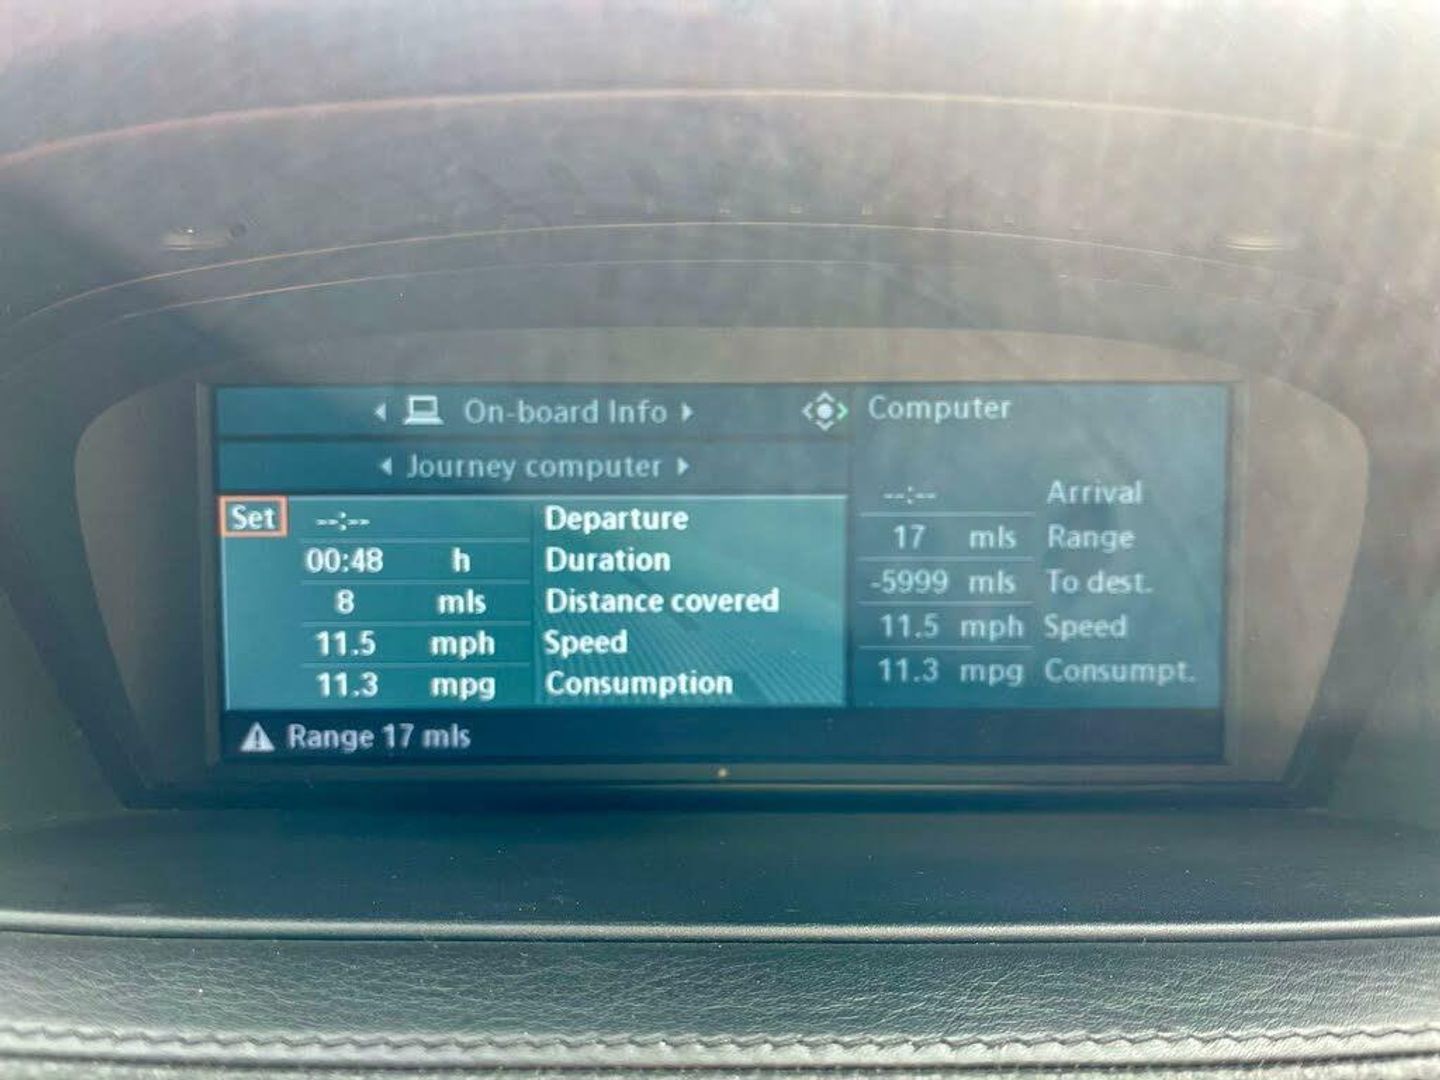 On-board Info
Journey computer
Set --:-- Departure
00:48 h Duration
8 mls Distance covered
11.5 mph Speed
11.3 mpg Consumption
Range 17 mls
Computer
--:-- Arrival
17 mls Range
-5999 mls To dest.
11.5 mph Speed
11.3 mpg Consumpt.